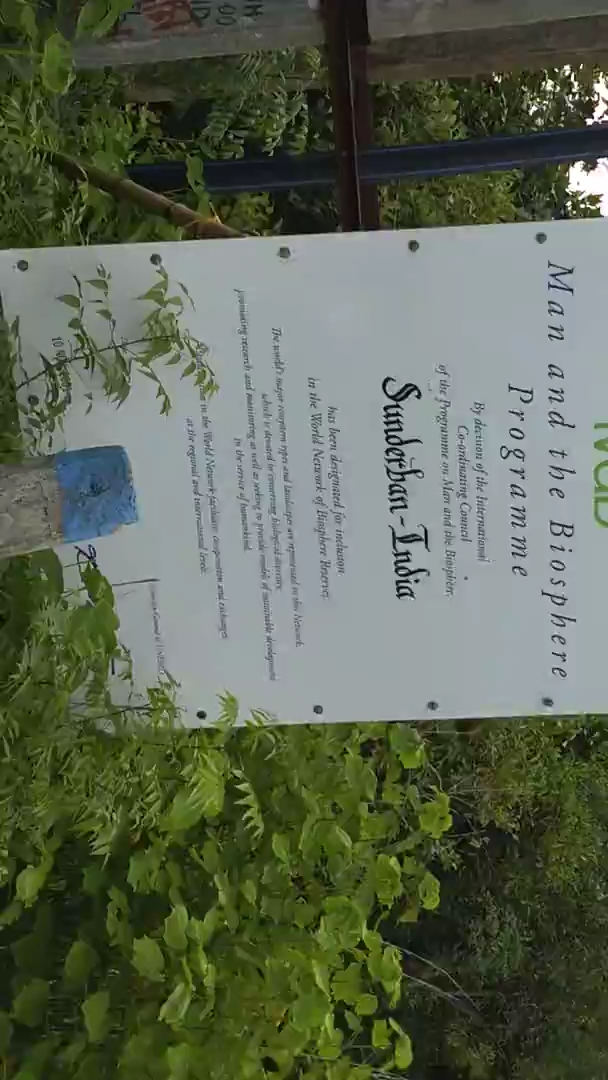 MAB
Man and the Biosphere
Programme
By decision of the International
Co-ordinating Council
of the Programme on Man and the Biosphere,
Sunderban-India
has been designated for inclusion
in the World Network of Biosphere Reserves
The world's major ecosystem types and landscapes are represented in this Network,
which is devoted to conserving biological diversity,
promoting research and monitoring as well as seeking to provide models of sustainable development
in the service of humankind.
in the World Network facilitates cooperation and exchanges
at the regional and international levels.
10